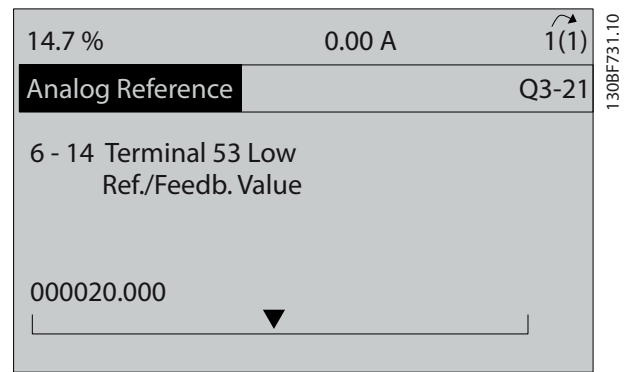 14.7 % 0.00 A 1(1)
Analog Reference Q3-21
6 - 14 Terminal 53 Low
Ref./Feedb. Value
000020.000
130BF731.10